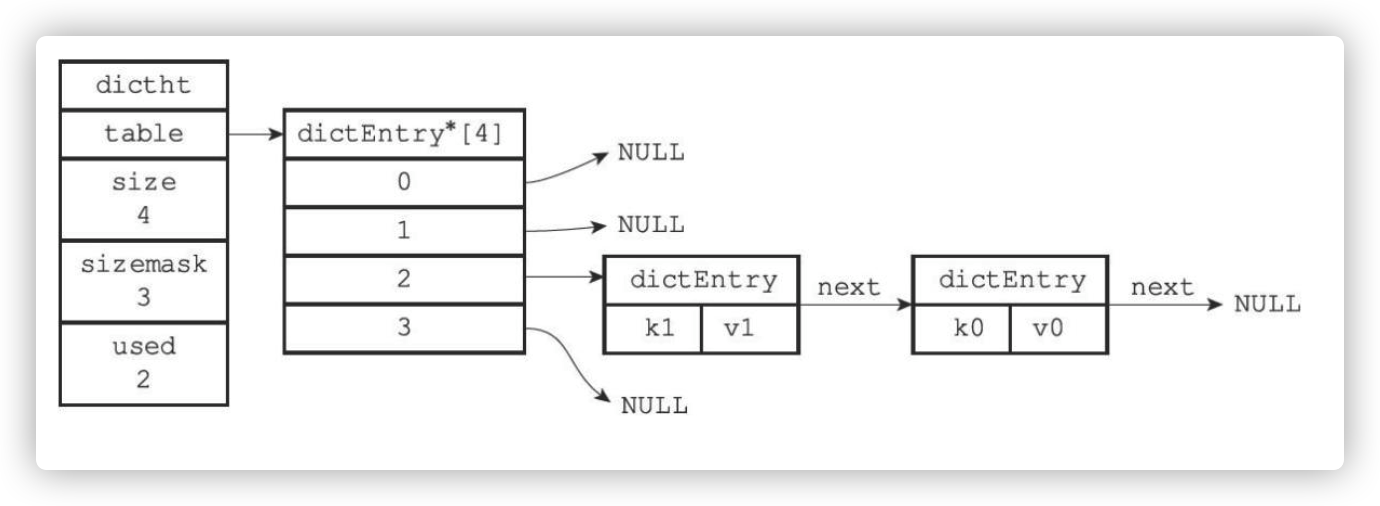 dictht
table
size
4
sizemask
3
used
2
dictEntry*[4]
0
1
2
3
NULL
NULL
dictEntry
k1 v1
next
dictEntry
k0 v0
next
NULL
NULL